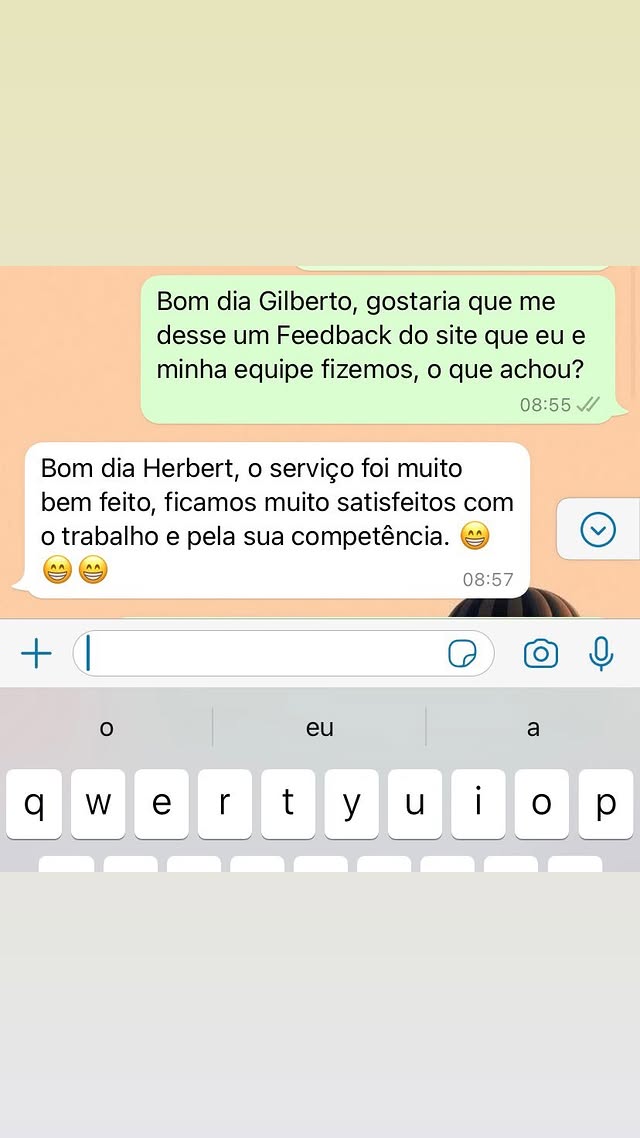 Bom dia Gilberto, gostaria que me
desse um Feedback do site que eu e
minha equipe fizemos, o que achou?
08:55
Bom dia Herbert, o serviço foi muito
bem feito, ficamos muito satisfeitos com
o trabalho e pela sua competência. 😁
😁😁
08:57
o eu a
q w e r t y u i o p